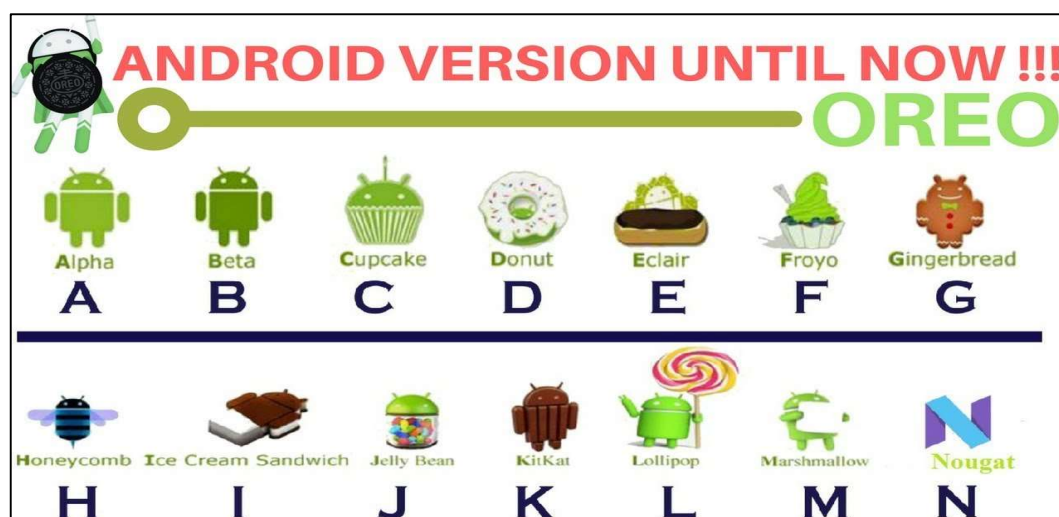 ANDROID VERSION UNTIL NOW !!!
OREO
OREO
Alpha Beta Cupcake Donut Eclair Froyo Gingerbread
A B C D E F G
Honeycomb Ice Cream Sandwich Jelly Bean KitKat Lollipop Marshmallow Nougat
H I J K L M N